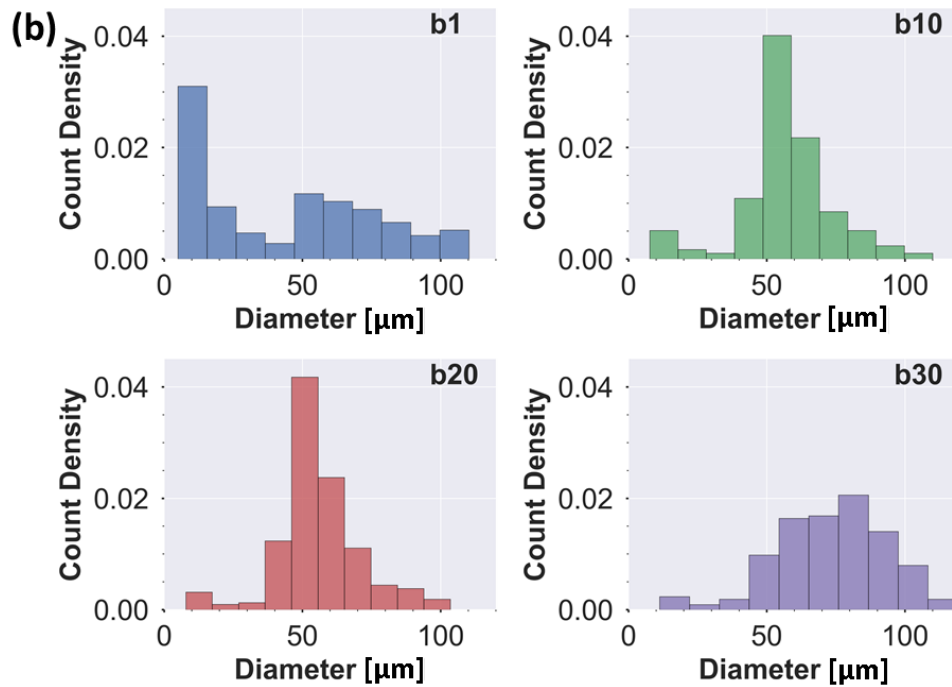 (b)
b1
0.04
0.02
0.00
Count Density
0 50 100
Diameter [μm]
b10
0.04
0.02
0.00
Count Density
0 50 100
Diameter [μm]
b20
0.04
0.02
0.00
Count Density
0 50 100
Diameter [μm]
b30
0.04
0.02
0.00
Count Density
0 50 100
Diameter [μm]